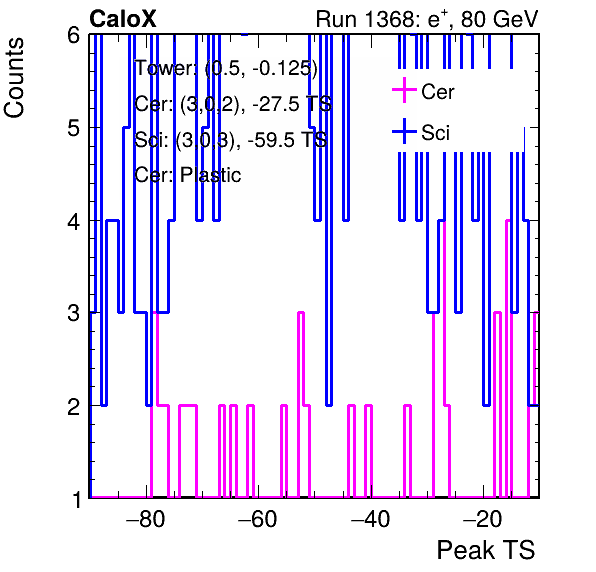 CaloX Run 1368: e+, 80 GeV
Counts
6
5
4
3
2
1
Tower: (0.5, -0.125)
Cer: (3,0,2), -27.5 TS
Sci: (3,0,3), -59.5 TS
Cer: Plastic
Cer
Sci
−80 −60 −40 −20
Peak TS